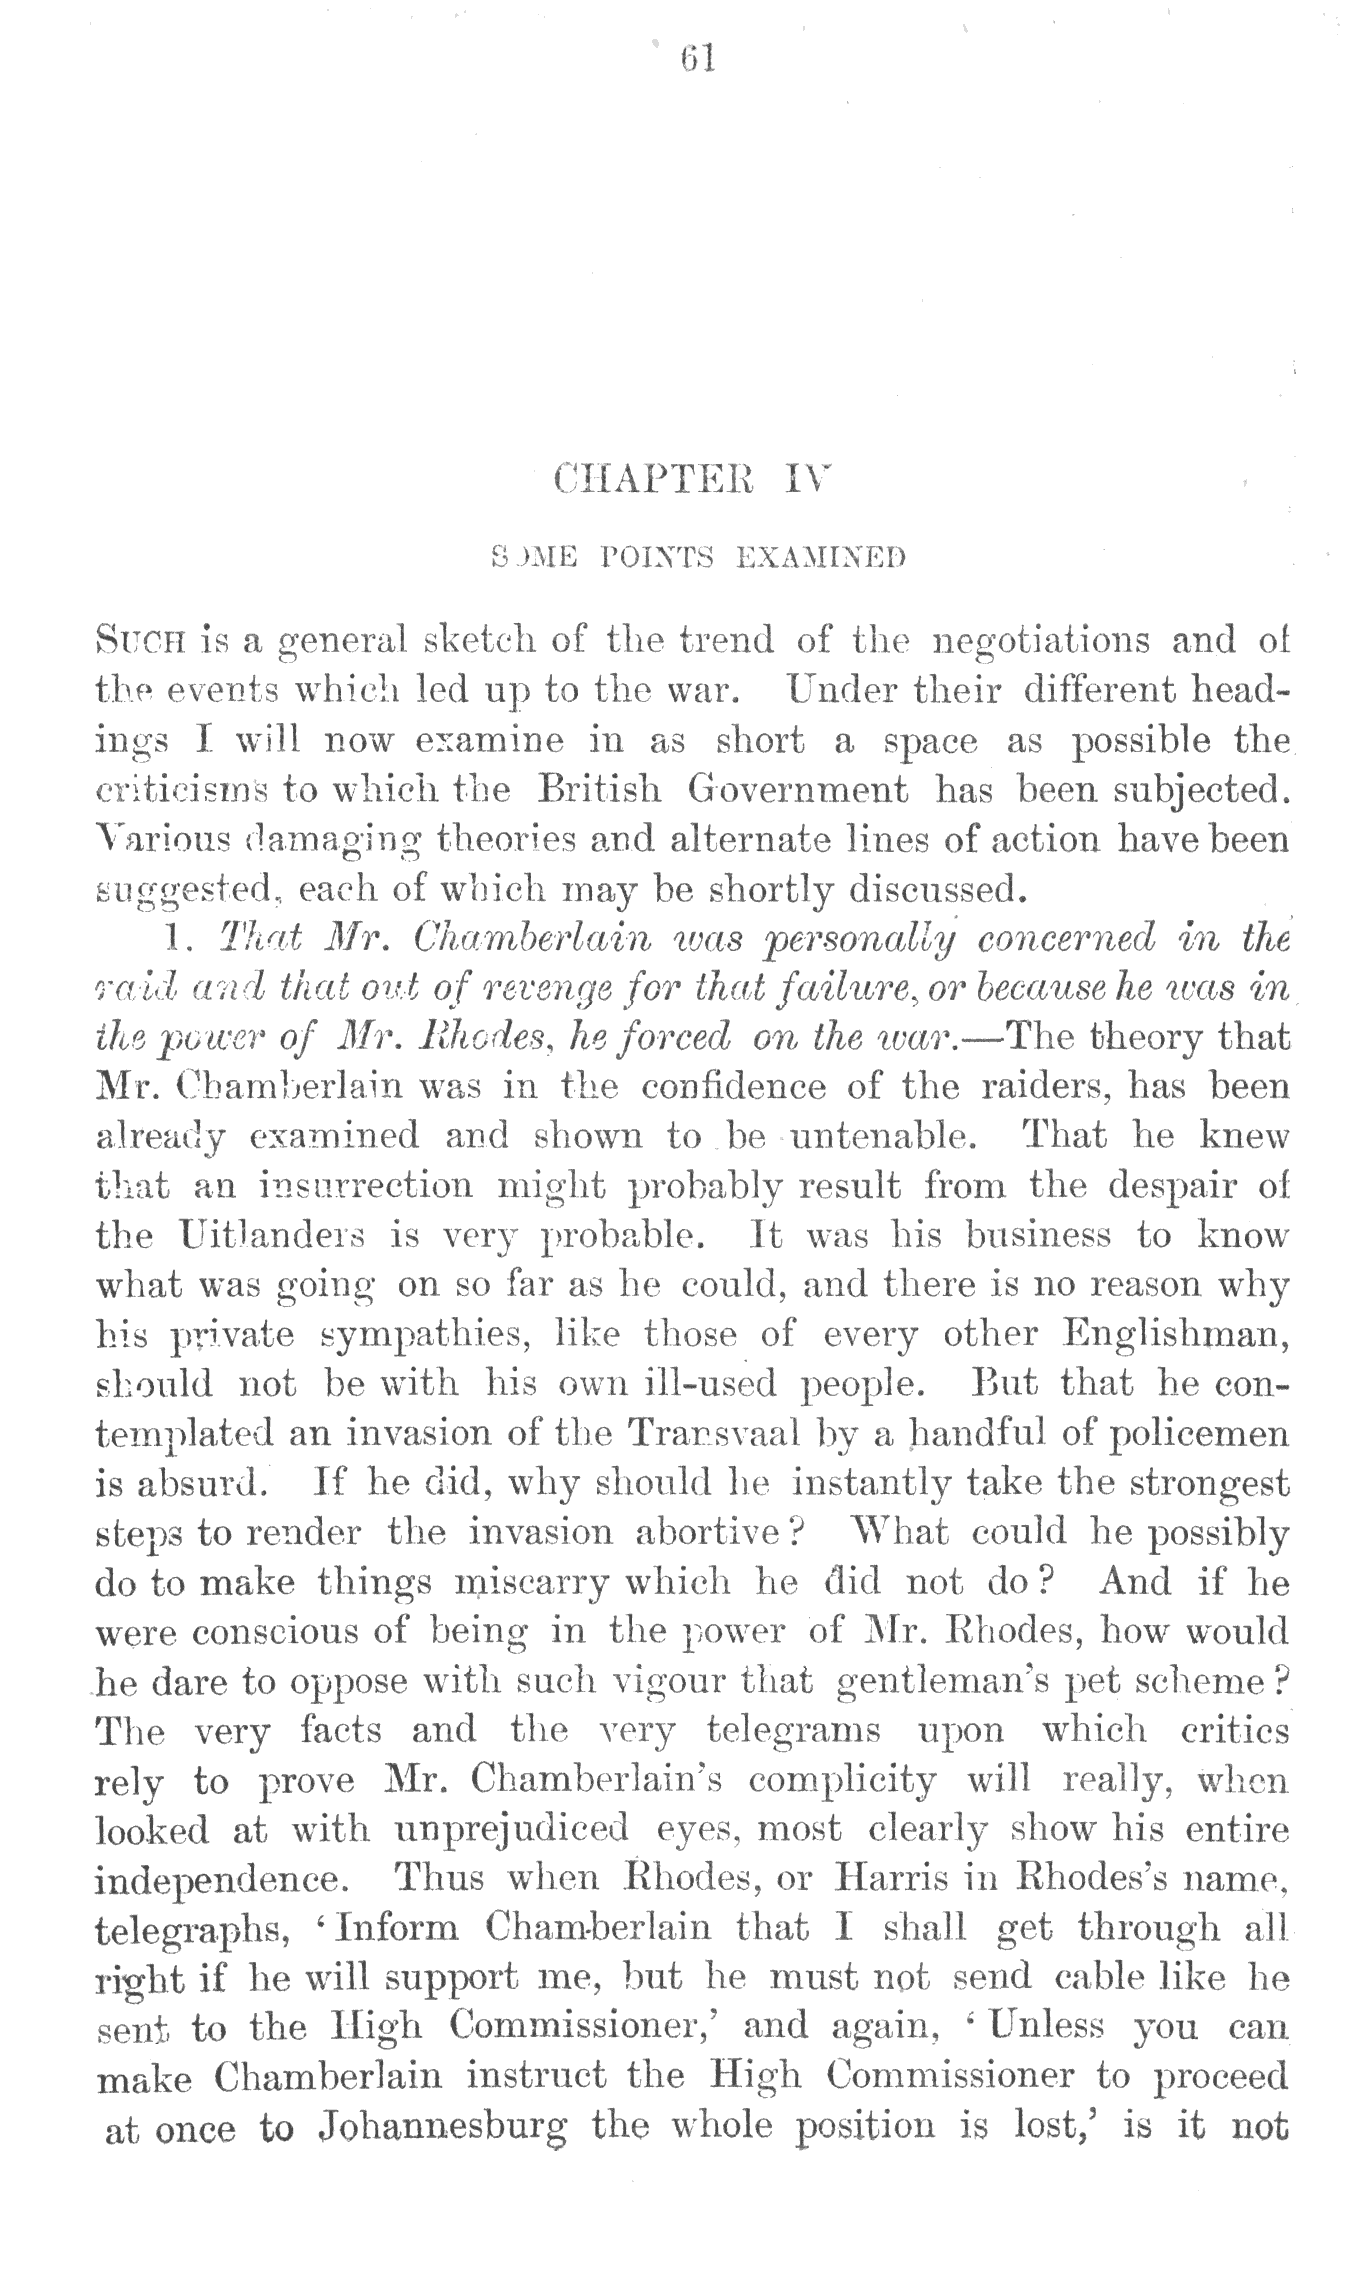 61
CHAPTER IV
SOME POINTS EXAMINED
SUCH is a general sketch of the trend of the negotiations and of
the events which led up to the war. Under their different head-
ings I will now examine in as short a space as possible the
criticisms to which the British Government has been subjected.
Various damaging theories and alternate lines of action have been
suggested, each of which may be shortly discussed.
1. That Mr. Chamberlain was personally concerned in the
raid and that out of revenge for that failure, or because he was in
the power of Mr. Rhodes, he forced on the war.—The theory that
Mr. Chamberlain was in the confidence of the raiders, has been
already examined and shown to be untenable. That he knew
that an insurrection might probably result from the despair of
the Uitlanders is very probable. It was his business to know
what was going on so far as he could, and there is no reason why
his private sympathies, like those of every other Englishman,
should not be with his own ill-used people. But that he con-
templated an invasion of the Transvaal by a handful of policemen
is absurd. If he did, why should he instantly take the strongest
steps to render the invasion abortive? What could he possibly
do to make things miscarry which he did not do? And if he
were conscious of being in the power of Mr. Rhodes, how would
he dare to oppose with such vigour that gentleman's pet scheme?
The very facts and the very telegrams upon which critics
rely to prove Mr. Chamberlain's complicity will really, when
looked at with unprejudiced eyes, most clearly show his entire
independence. Thus when Rhodes, or Harris in Rhodes's name,
telegraphs, ‘Inform Chamberlain that I shall get through all
right if he will support me, but he must not send cable like he
sent to the High Commissioner,’ and again, ‘Unless you can
make Chamberlain instruct the High Commissioner to proceed
at once to Johannesburg the whole position is lost,’ is it not